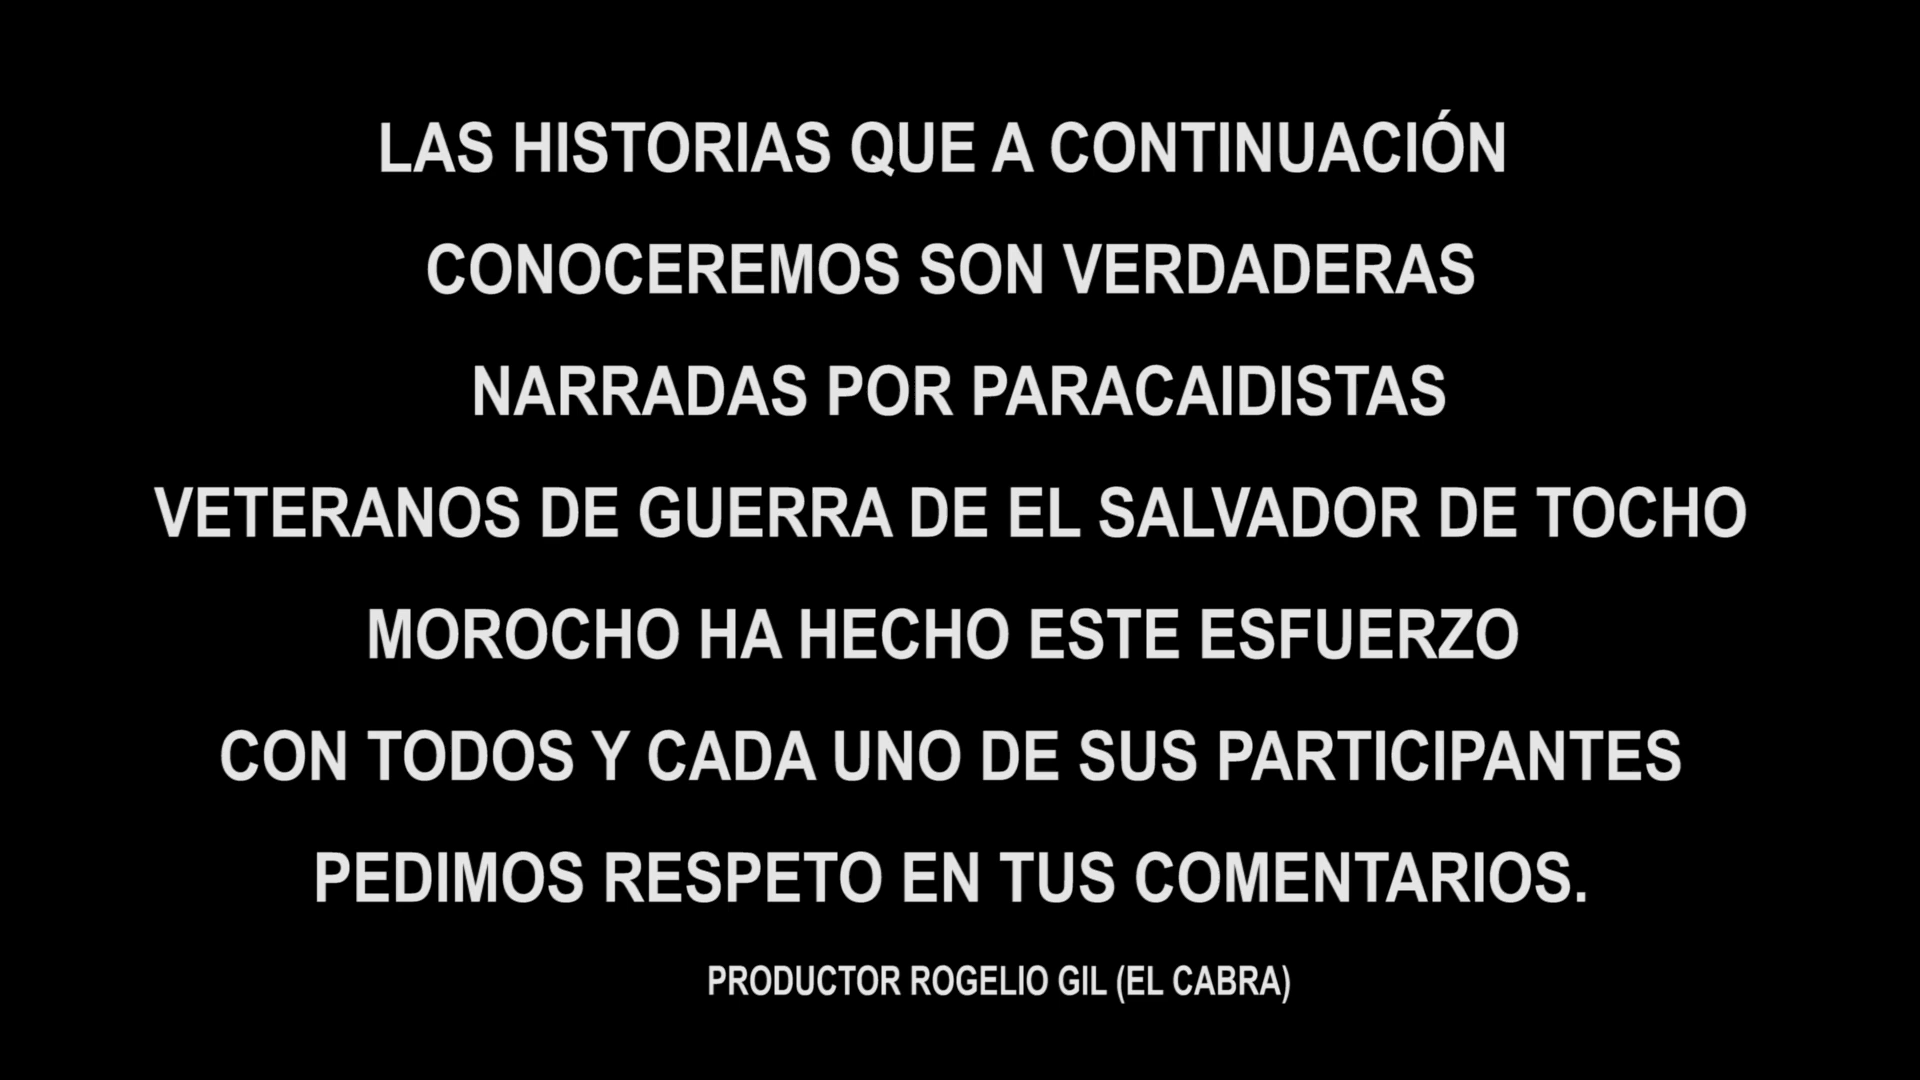 LAS HISTORIAS QUE A CONTINUACIÓN
CONOCEREMOS SON VERDADERAS
NARRADAS POR PARACAIDISTAS
VETERANOS DE GUERRA DE EL SALVADOR DE TOCHO
MOROCHO HA HECHO ESTE ESFUERZO
CON TODOS Y CADA UNO DE SUS PARTICIPANTES
PEDIMOS RESPETO EN TUS COMENTARIOS.
PRODUCTOR ROGELIO GIL (EL CABRA)